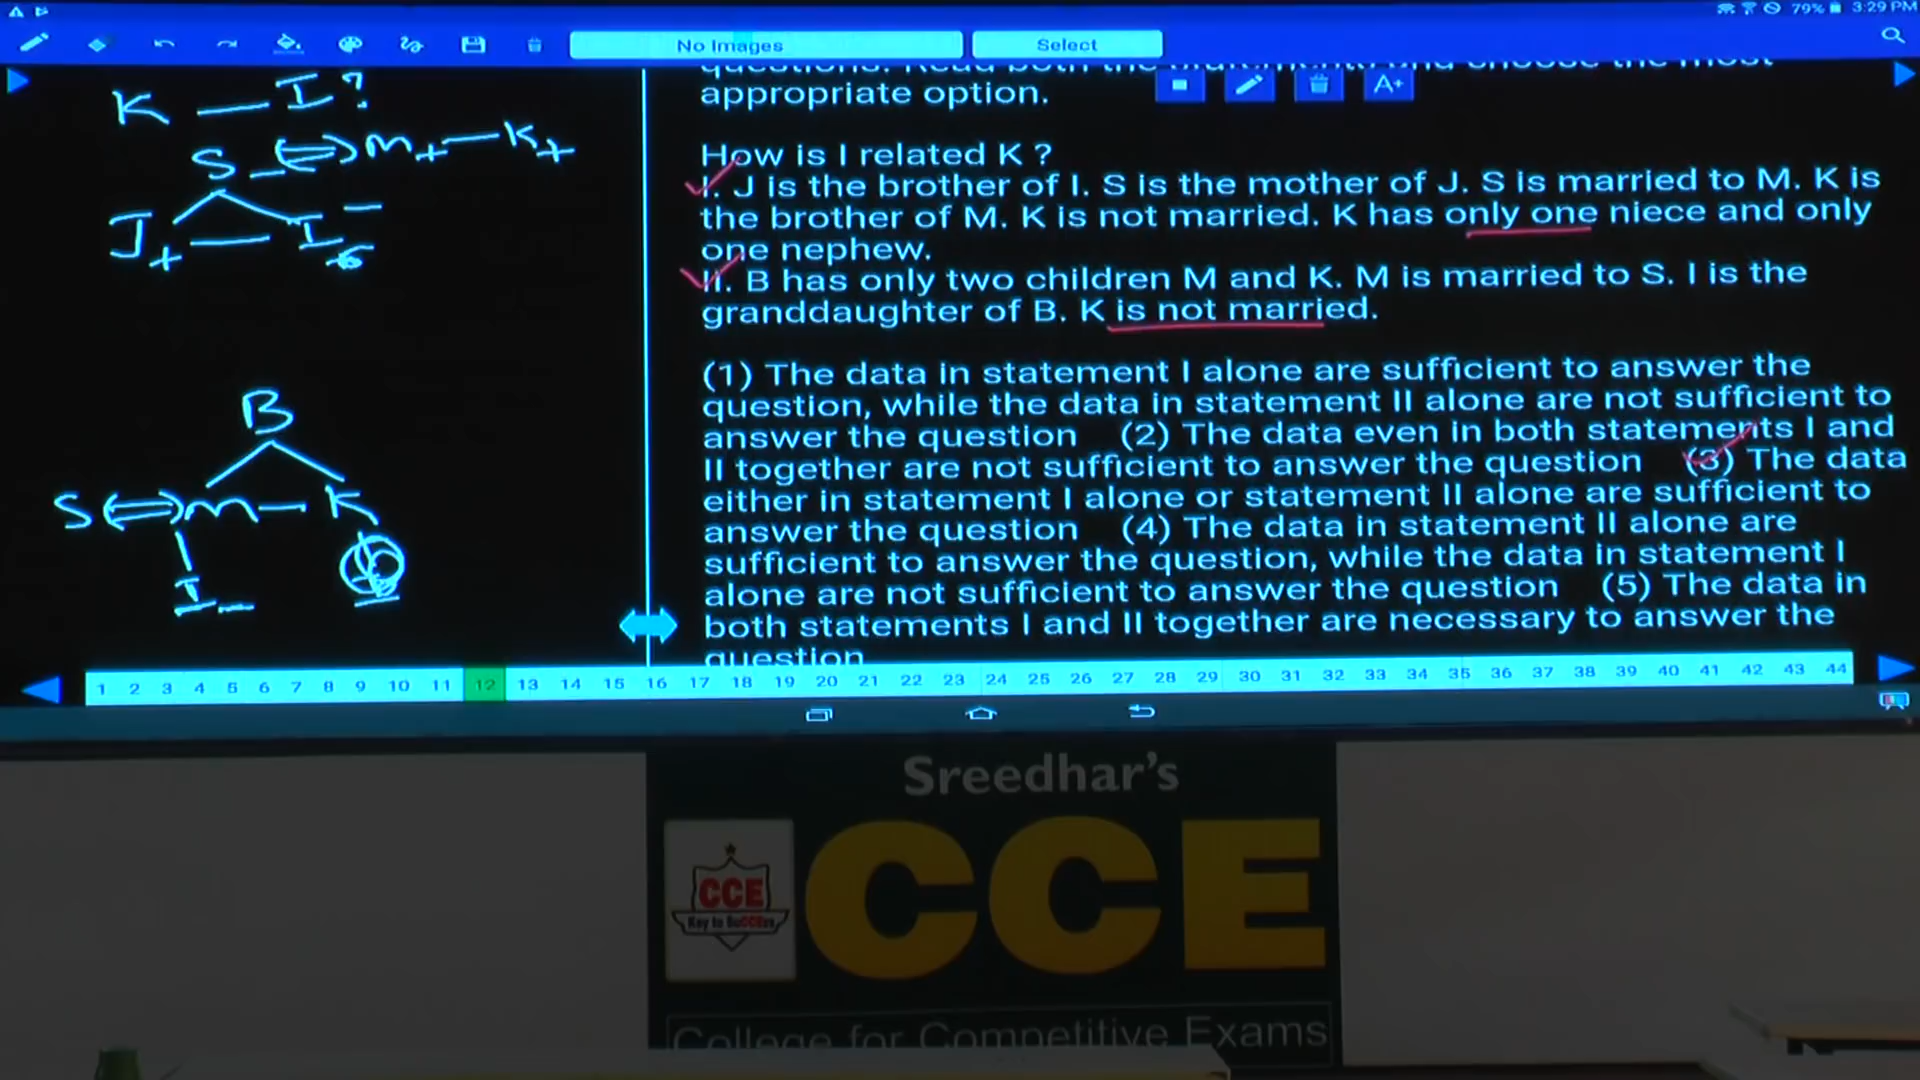 79% 3:29 PM
No Images Select
K — I ?
S_ ⇔ M+ — K+
J+ — I-
B
S ⇔ M — K
I_
appropriate option. A+
How is I related K ?
I. J is the brother of I. S is the mother of J. S is married to M. K is
the brother of M. K is not married. K has only one niece and only
one nephew.
II. B has only two children M and K. M is married to S. I is the
granddaughter of B. K is not married.
(1) The data in statement I alone are sufficient to answer the
question, while the data in statement II alone are not sufficient to
answer the question (2) The data even in both statements I and
II together are not sufficient to answer the question (3) The data
either in statement I alone or statement II alone are sufficient to
answer the question (4) The data in statement II alone are
sufficient to answer the question, while the data in statement I
alone are not sufficient to answer the question (5) The data in
both statements I and II together are necessary to answer the
question
1 2 3 4 5 6 7 8 9 10 11 12 13 14 15 16 17 18 19 20 21 22 23 24 25 26 27 28 29 30 31 32 33 34 35 36 37 38 39 40 41 42 43 44
Sreedhar's
CCE
CCE
Key to SuCCEss
College for Competitive Exams